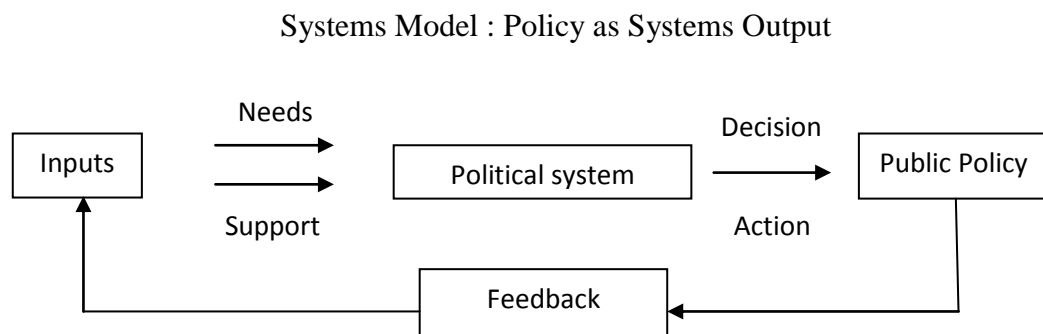 Systems Model : Policy as Systems Output
Needs
Decision
Inputs
Political system
Public Policy
Support
Action
Feedback